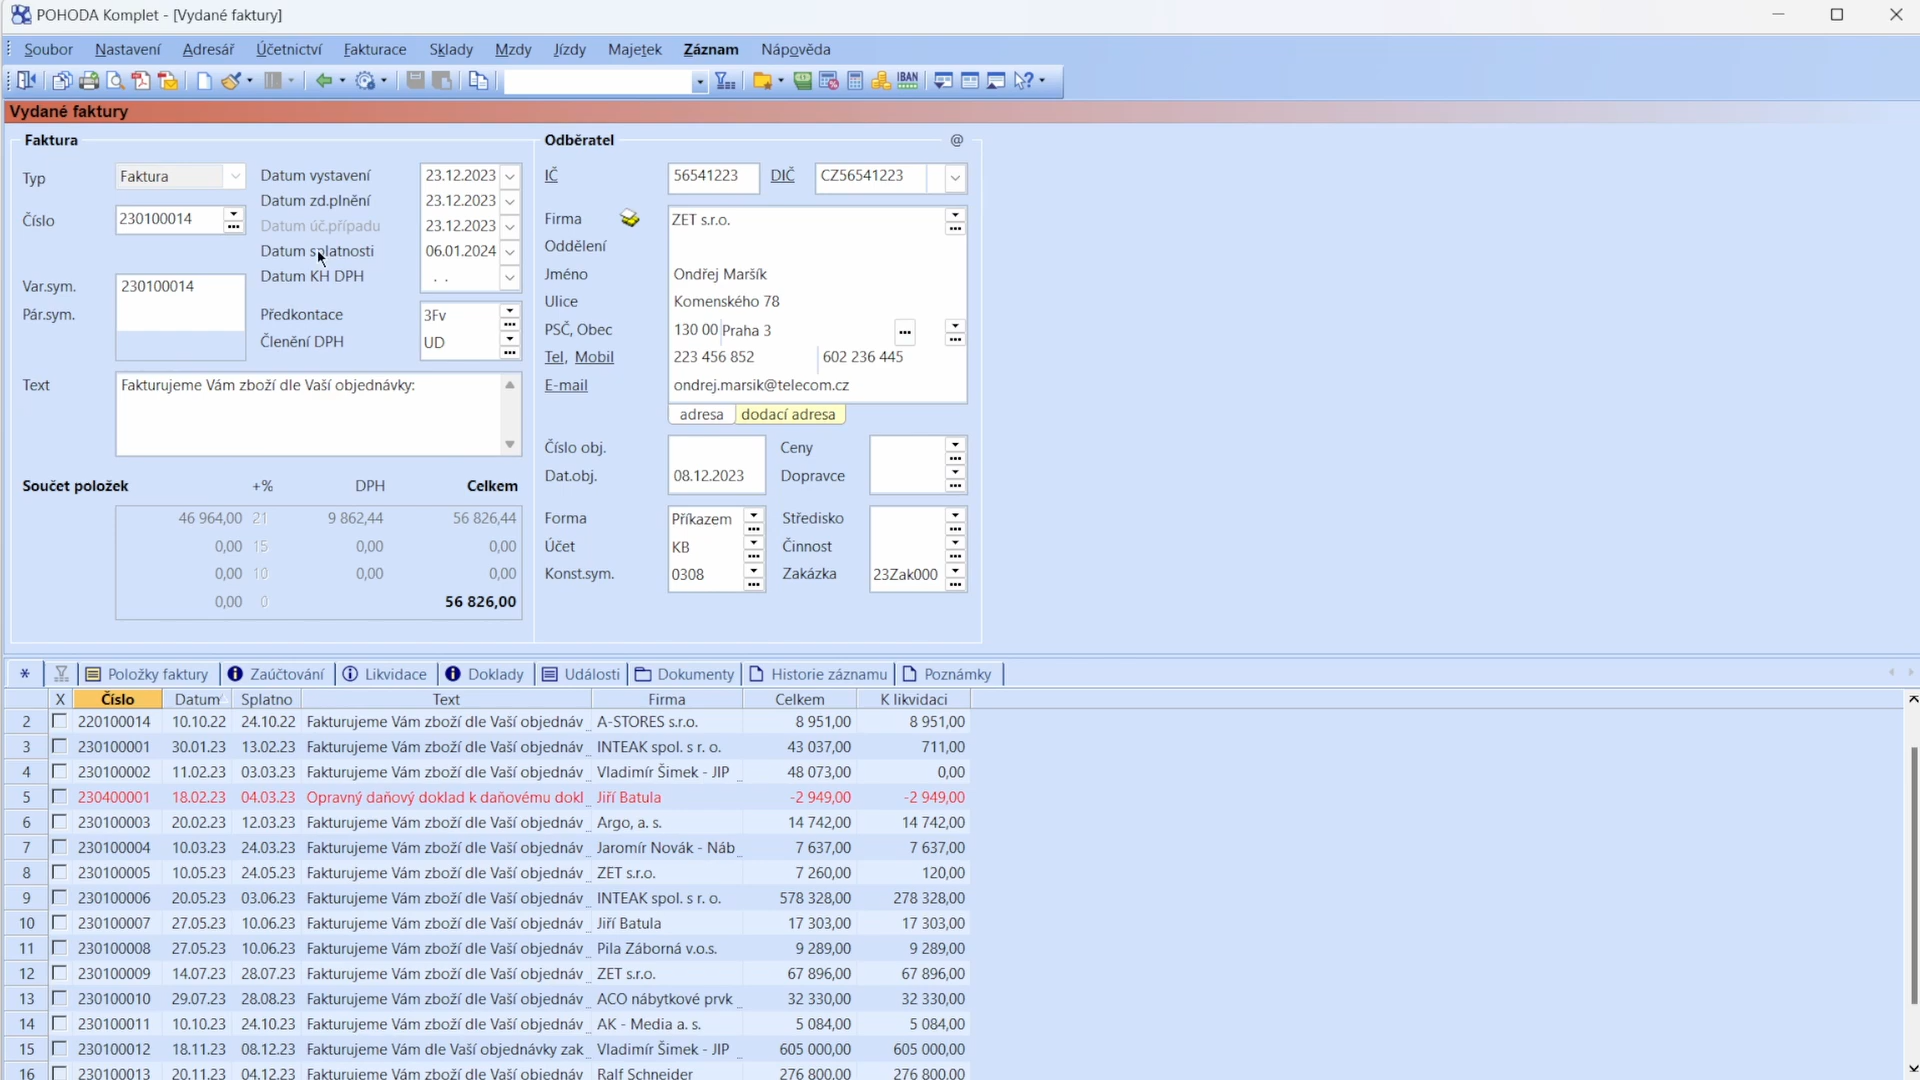 POHODA Komplet - [Vydané faktury]
Soubor Nastavení Adresář Účetnictví Fakturace Sklady Mzdy Jízdy Majetek Záznam Nápověda
IBAN
Vydané faktury
Faktura
Typ Faktura
Číslo 230100014
Var.sym. 230100014
Pár.sym.
Datum vystavení 23.12.2023
Datum zd.plnění 23.12.2023
Datum úč.případu 23.12.2023
Datum splatnosti 06.01.2024
Datum KH DPH . .
Předkontace 3Fv
Členění DPH UD
Text Fakturujeme Vám zboží dle Vaší objednávky:
Součet položek +% DPH Celkem
46 964,00 21 9 862,44 56 826,44
0,00 15 0,00 0,00
0,00 10 0,00 0,00
0,00 0 56 826,00
Odběratel @
IČ 56541223 DIČ CZ56541223
Firma ZET s.r.o.
Oddělení
Jméno Ondřej Maršík
Ulice Komenského 78
PSČ, Obec 130 00 Praha 3
Tel, Mobil 223 456 852 602 236 445
E-mail ondrej.marsik@telecom.cz
adresa dodací adresa
Číslo obj. Ceny
Dat.obj. 08.12.2023 Dopravce
Forma Příkazem Středisko
Účet KB Činnost
Konst.sym. 0308 Zakázka 23Zak000
* Položky faktury Zaúčtování Likvidace Doklady Události Dokumenty Historie záznamu Poznámky
X Číslo Datum Splatno Text Firma Celkem K likvidaci
2 220100014 10.10.22 24.10.22 Fakturujeme Vám zboží dle Vaší objednáv A-STORES s.r.o. 8 951,00 8 951,00
3 230100001 30.01.23 13.02.23 Fakturujeme Vám zboží dle Vaší objednáv INTEAK spol. s r. o. 43 037,00 711,00
4 230100002 11.02.23 03.03.23 Fakturujeme Vám zboží dle Vaší objednáv Vladimír Šimek - JIP 48 073,00 0,00
5 230400001 18.02.23 04.03.23 Opravný daňový doklad k daňovému dokl Jiří Batula -2 949,00 -2 949,00
6 230100003 20.02.23 12.03.23 Fakturujeme Vám zboží dle Vaší objednáv Argo, a. s. 14 742,00 14 742,00
7 230100004 10.03.23 24.03.23 Fakturujeme Vám zboží dle Vaší objednáv Jaromír Novák - Náb 7 637,00 7 637,00
8 230100005 10.05.23 24.05.23 Fakturujeme Vám zboží dle Vaší objednáv ZET s.r.o. 7 260,00 120,00
9 230100006 20.05.23 03.06.23 Fakturujeme Vám zboží dle Vaší objednáv INTEAK spol. s r. o. 578 328,00 278 328,00
10 230100007 27.05.23 10.06.23 Fakturujeme Vám zboží dle Vaší objednáv Jiří Batula 17 303,00 17 303,00
11 230100008 27.05.23 10.06.23 Fakturujeme Vám zboží dle Vaší objednáv Pila Záborná v.o.s. 9 289,00 9 289,00
12 230100009 14.07.23 28.07.23 Fakturujeme Vám zboží dle Vaší objednáv ZET s.r.o. 67 896,00 67 896,00
13 230100010 29.07.23 28.08.23 Fakturujeme Vám zboží dle Vaší objednáv ACO nábytkové prvk 32 330,00 32 330,00
14 230100011 10.10.23 24.10.23 Fakturujeme Vám zboží dle Vaší objednáv AK - Media a. s. 5 084,00 5 084,00
15 230100012 18.11.23 08.12.23 Fakturujeme Vám dle Vaší objednávky zak Vladimír Šimek - JIP 605 000,00 605 000,00
16 230100013 20.11.23 04.12.23 Fakturujeme Vám zboží dle Vaší objednáv Ralf Schneider 276 800,00 276 800,00